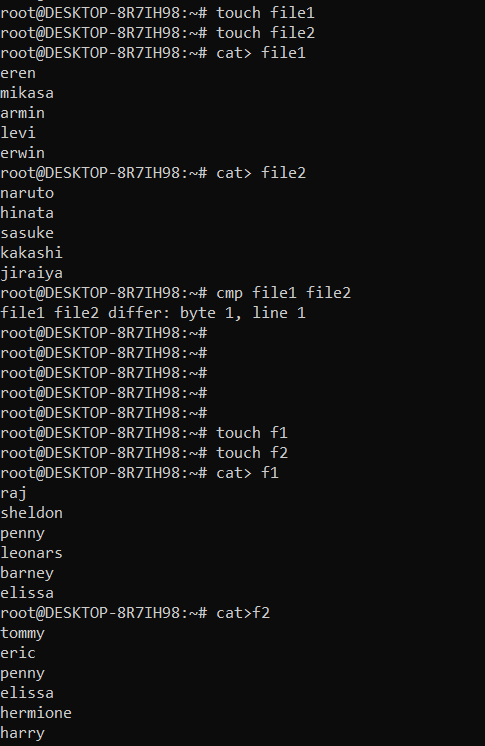 root@DESKTOP-8R7IH98:~# touch file1
root@DESKTOP-8R7IH98:~# touch file2
root@DESKTOP-8R7IH98:~# cat> file1
eren
mikasa
armin
levi
erwin
root@DESKTOP-8R7IH98:~# cat> file2
naruto
hinata
sasuke
kakashi
jiraiya
root@DESKTOP-8R7IH98:~# cmp file1 file2
file1 file2 differ: byte 1, line 1
root@DESKTOP-8R7IH98:~#
root@DESKTOP-8R7IH98:~#
root@DESKTOP-8R7IH98:~#
root@DESKTOP-8R7IH98:~#
root@DESKTOP-8R7IH98:~#
root@DESKTOP-8R7IH98:~# touch f1
root@DESKTOP-8R7IH98:~# touch f2
root@DESKTOP-8R7IH98:~# cat> f1
raj
sheldon
penny
leonars
barney
elissa
root@DESKTOP-8R7IH98:~# cat>f2
tommy
eric
penny
elissa
hermione
harry